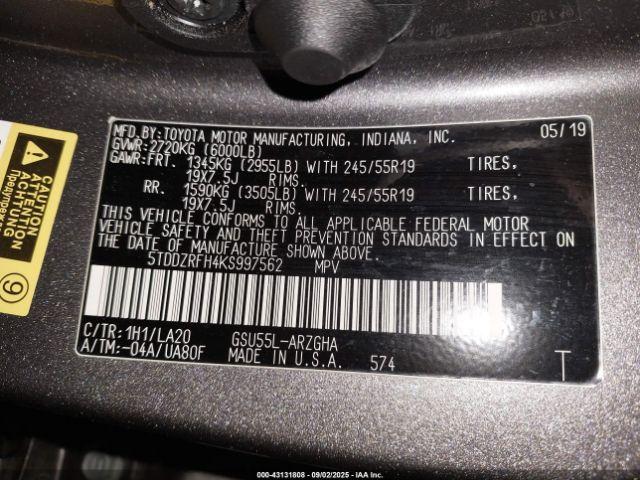 MFD.BY: TOYOTA MOTOR MANUFACTURING, INDIANA, INC. 05/19
GVWR: 2720KG (6000LB)
GAWR: FRT. 1345KG (2955LB) WITH 245/55R19 TIRES,
19X7.5J RIMS.
RR. 1590KG (3505LB) WITH 245/55R19 TIRES,
19X7.5J RIMS.
THIS VEHICLE CONFORMS TO ALL APPLICABLE FEDERAL MOTOR
VEHICLE SAFETY AND THEFT PREVENTION STANDARDS IN EFFECT ON
THE DATE OF MANUFACTURE SHOWN ABOVE.
5TDDZRFH4KS997562 MPV
C/TR: 1H1/LA20 GSU55L-ARZGHA
A/TM: -04A/UA80F MADE IN U.S.A. 574 T
CAUTION
ATTENTION
ACHTUNG
9
000-43131808 - 09/02/2025 - IAA Inc.